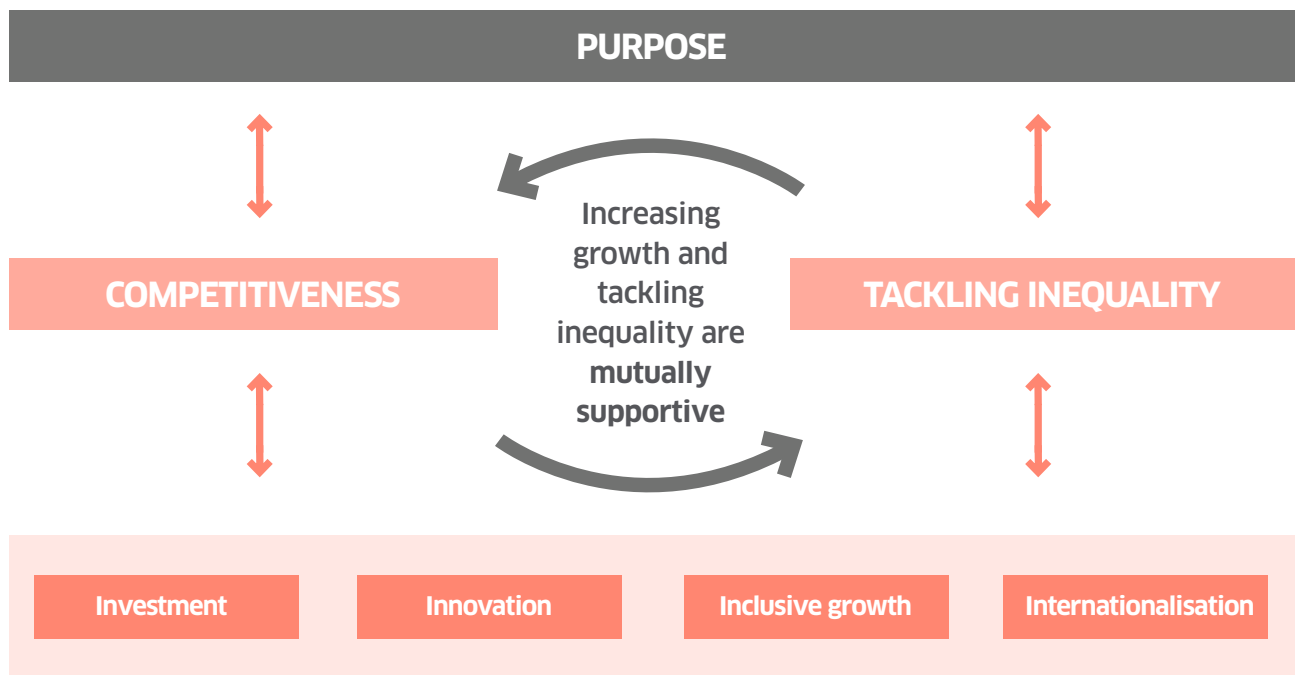 PURPOSE
COMPETITIVENESS
Increasing
growth and
tackling
inequality are
mutually
supportive
TACKLING INEQUALITY
Investment
Innovation
Inclusive growth
Internationalisation